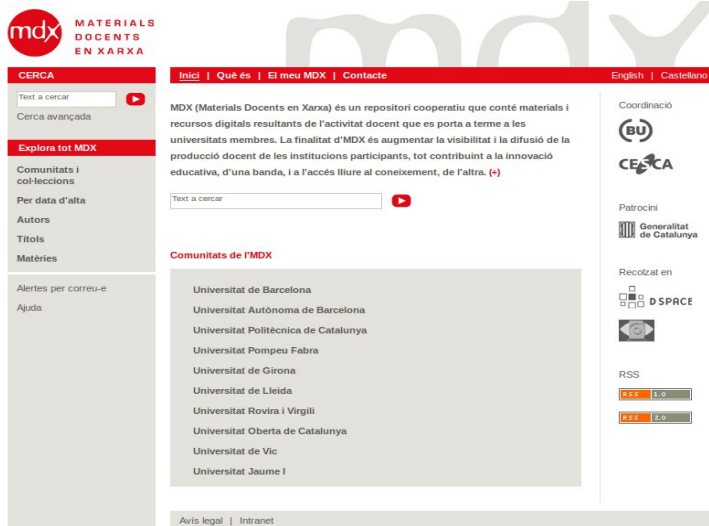 mdx
MATERIALS
DOCENTS
EN XARXA
CERCA
Inici | Què és | El meu MDX | Contacte
English | Castellano
Text a cercar
Cerca avançada
Explora tot MDX
Comunitats i
col·leccions
Per data d'alta
Autors
Títols
Matèries
Alertes per correu-e
Ajuda
MDX (Materials Docents en Xarxa) és un repositori cooperatiu que conté materials i
recursos digitals resultants de l'activitat docent que es porta a terme a les
universitats membres. La finalitat d'MDX és augmentar la visibilitat i la difusió de la
producció docent de les institucions participants, tot contribuint a la innovació
educativa, d'una banda, i a l'accés lliure al coneixement, de l'altra. (+)
Text a cercar
Comunitats de l'MDX
Universitat de Barcelona
Universitat Autònoma de Barcelona
Universitat Politècnica de Catalunya
Universitat Pompeu Fabra
Universitat de Girona
Universitat de Lleida
Universitat Rovira i Virgili
Universitat Oberta de Catalunya
Universitat de Vic
Universitat Jaume I
Coordinació
BU
CESCA
Patrocini
Generalitat
de Catalunya
Recolzat en
DSPACE
RSS
RSS 1.0
RSS 2.0
Avís legal | Intranet